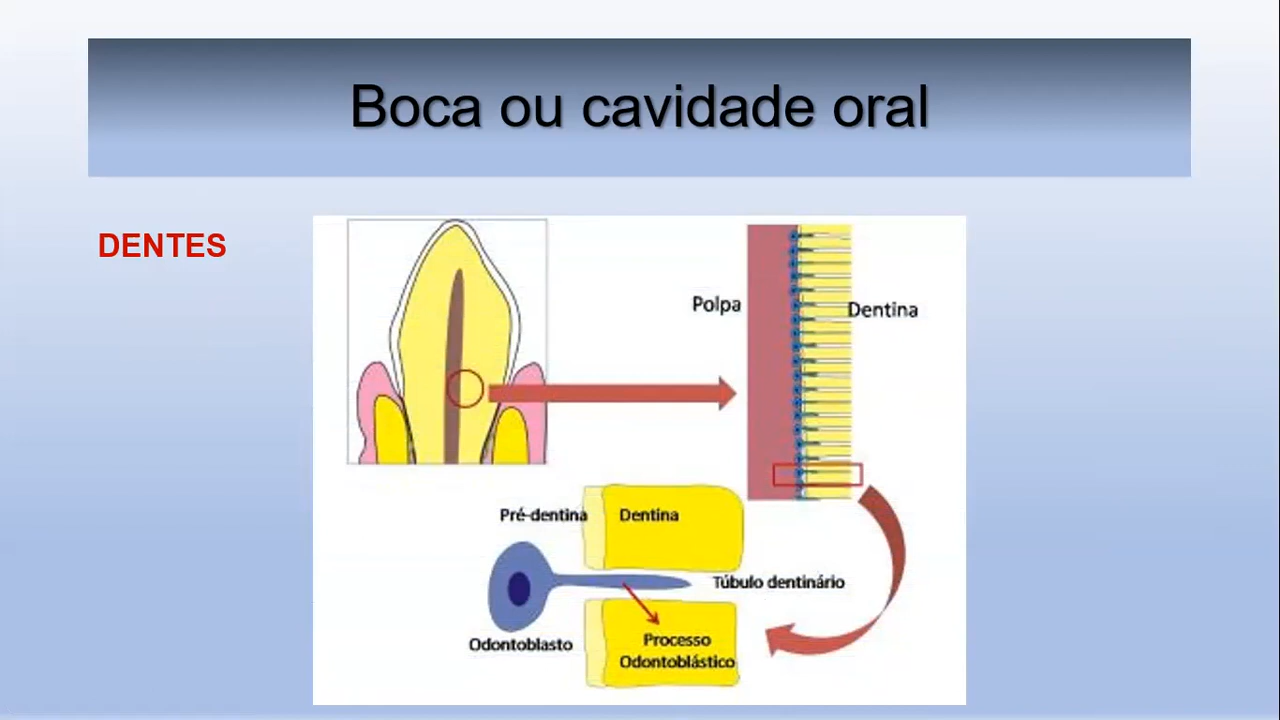 Boca ou cavidade oral
DENTES
Polpa
Dentina
Pré-dentina
Dentina
Túbulo dentinário
Odontoblasto
Processo
Odontoblástico